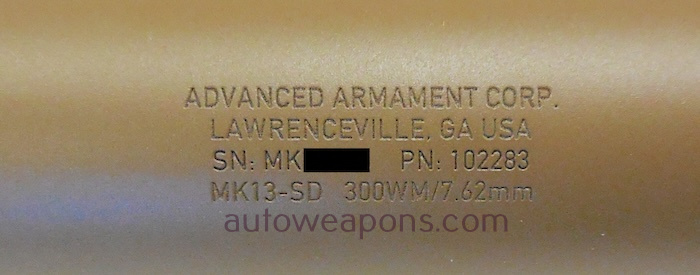 ADVANCED ARMAMENT CORP.
LAWRENCEVILLE, GA USA
SN: MK PN: 102283
MK13-SD 300WM/7.62mm
autoweapons.com